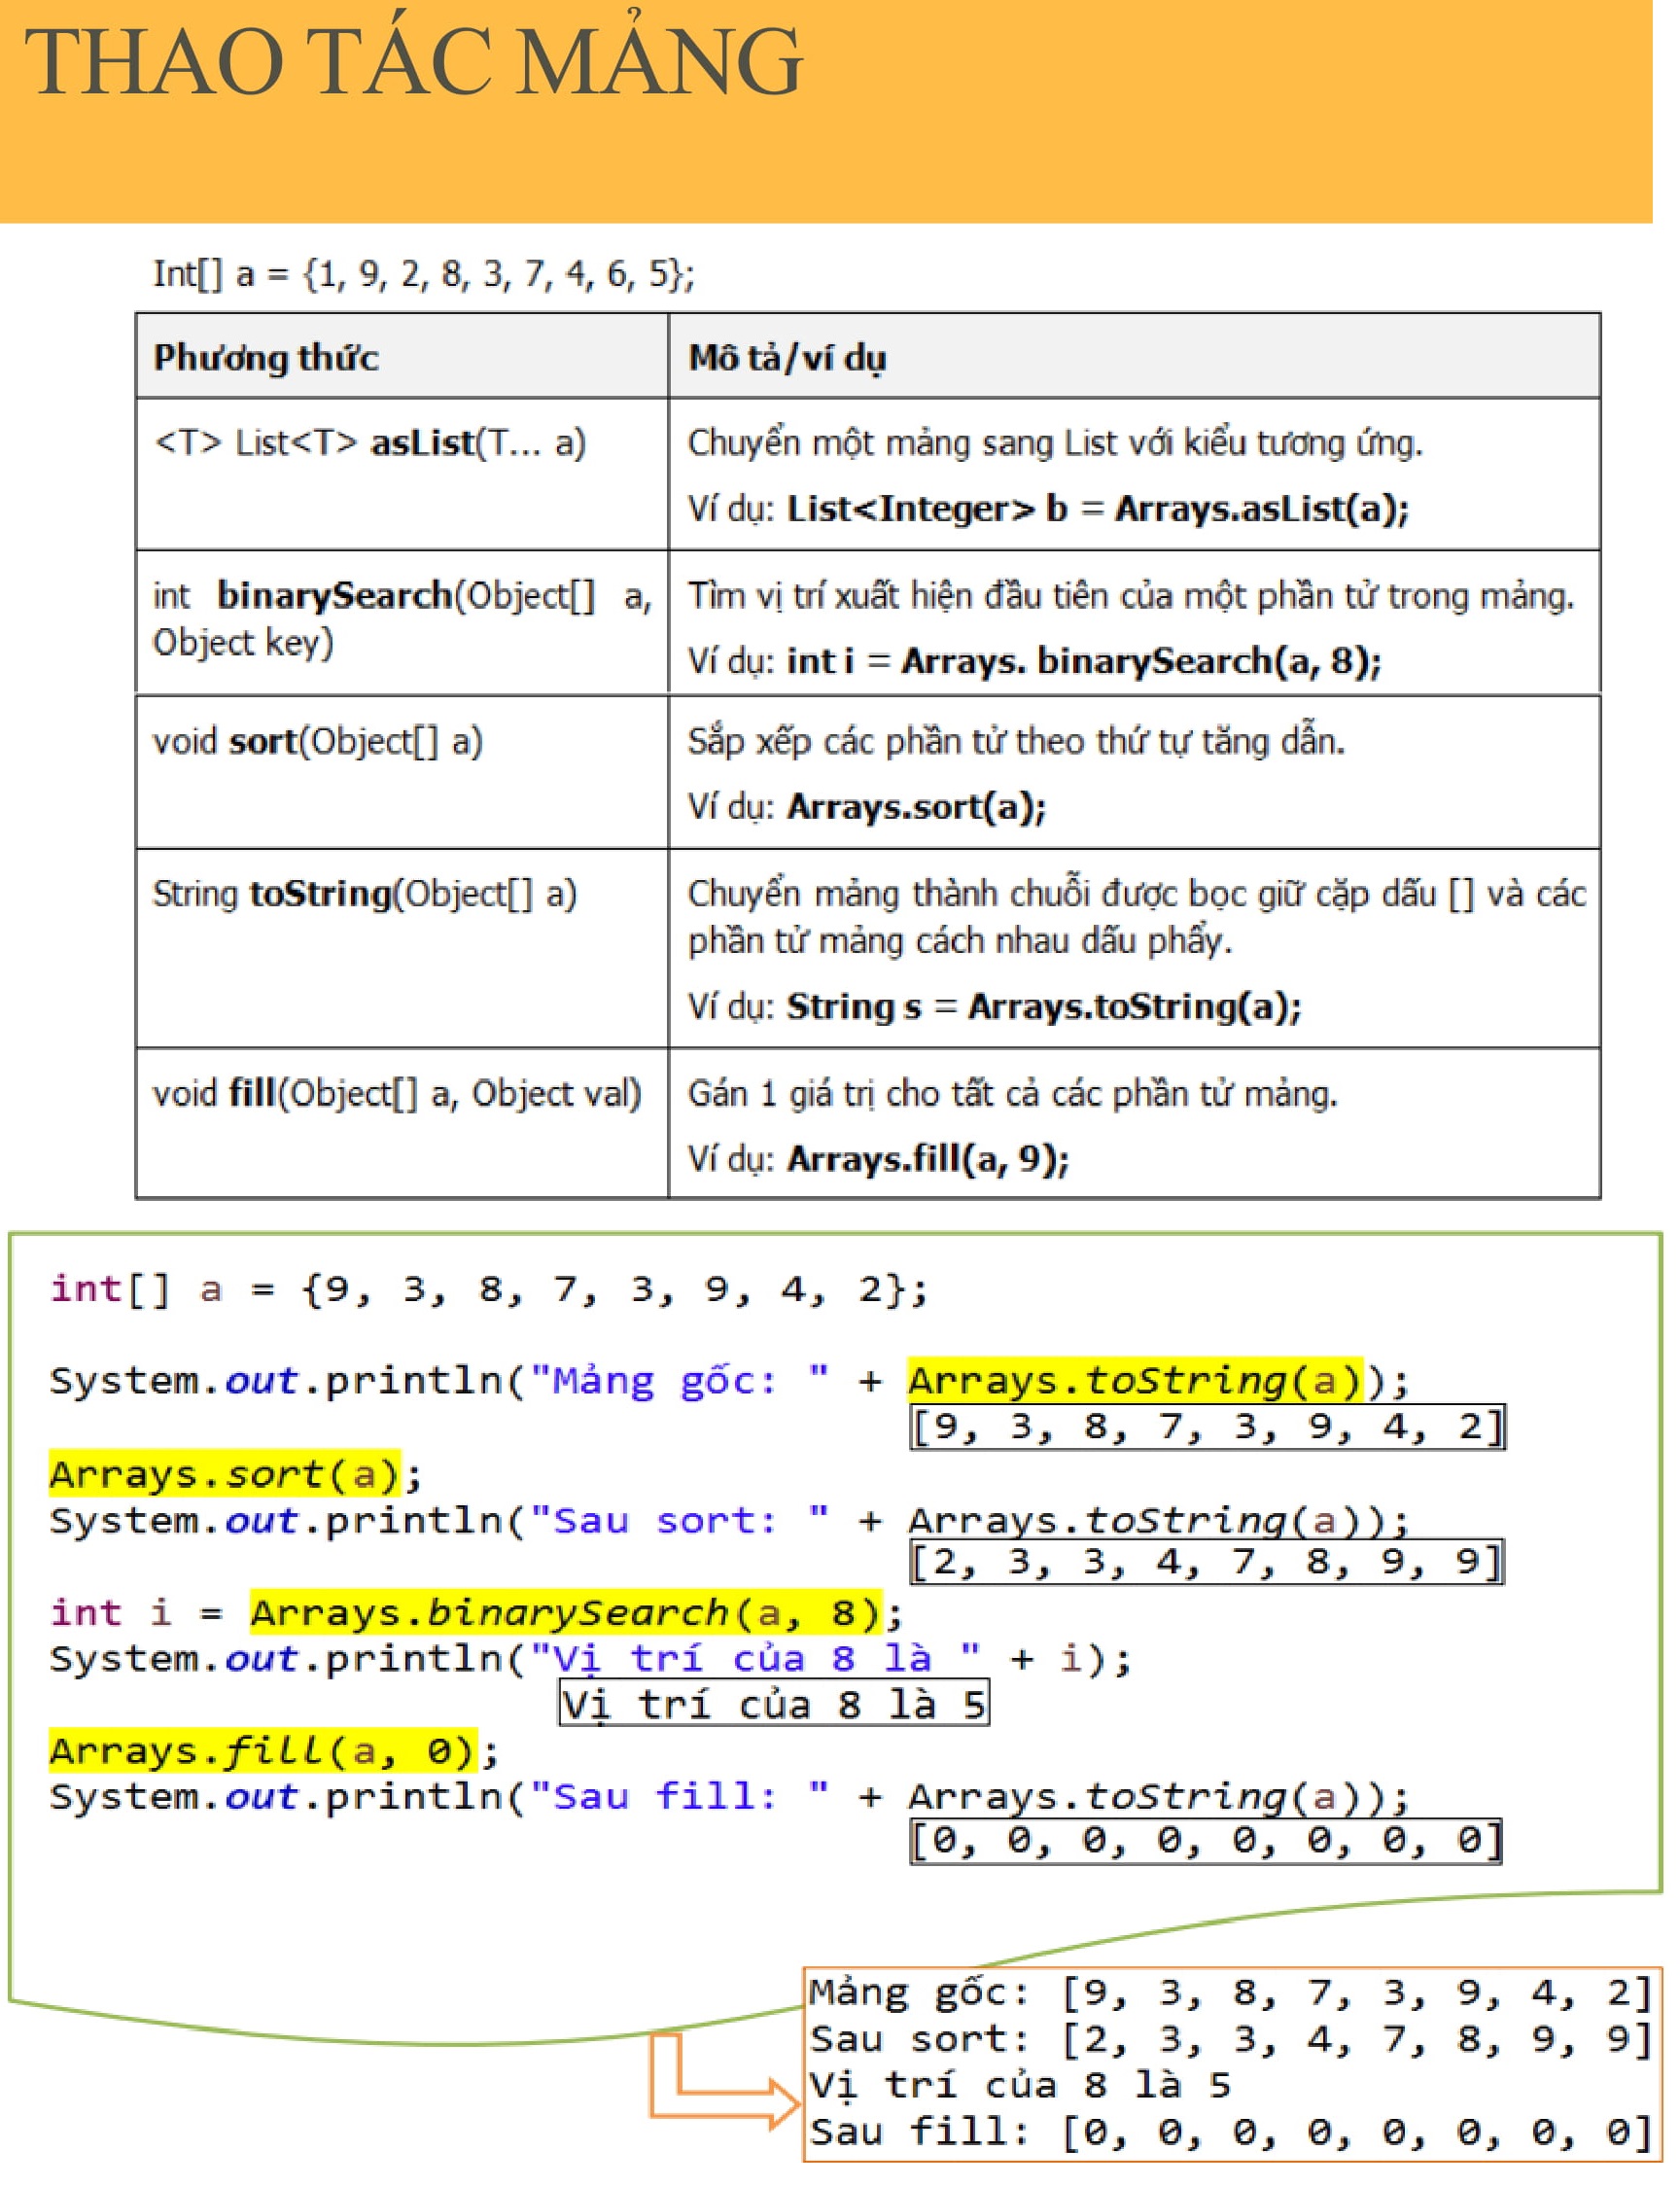 THAO TÁC MẢNG
Int[] a = {1, 9, 2, 8, 3, 7, 4, 6, 5};
Phương thức
Mô tả/ví dụ
<T> List<T> asList(T... a)
Chuyển một mảng sang List với kiểu tương ứng.
Ví dụ: List<Integer> b = Arrays.asList(a);
int binarySearch(Object[] a,
Object key)
Tìm vị trí xuất hiện đầu tiên của một phần tử trong mảng.
Ví dụ: int i = Arrays. binarySearch(a, 8);
void sort(Object[] a)
Sắp xếp các phần tử theo thứ tự tăng dẫn.
Ví dụ: Arrays.sort(a);
String toString(Object[] a)
Chuyển mảng thành chuỗi được bọc giữ cặp dấu [] và các
phần tử mảng cách nhau dấu phẩy.
Ví dụ: String s = Arrays.toString(a);
void fill(Object[] a, Object val)
Gán 1 giá trị cho tất cả các phần tử mảng.
Ví dụ: Arrays.fill(a, 9);
int[] a = {9, 3, 8, 7, 3, 9, 4, 2};
System.out.println("Mảng gốc: " + Arrays.toString(a));
[9, 3, 8, 7, 3, 9, 4, 2]
Arrays.sort(a);
System.out.println("Sau sort: " + Arrays.toString(a));
[2, 3, 3, 4, 7, 8, 9, 9]
int i = Arrays.binarySearch(a, 8);
System.out.println("Vị trí của 8 là " + i);
Vị trí của 8 là 5
Arrays.fill(a, 0);
System.out.println("Sau fill: " + Arrays.toString(a));
[0, 0, 0, 0, 0, 0, 0, 0]
Mảng gốc: [9, 3, 8, 7, 3, 9, 4, 2]
Sau sort: [2, 3, 3, 4, 7, 8, 9, 9]
Vị trí của 8 là 5
Sau fill: [0, 0, 0, 0, 0, 0, 0, 0]